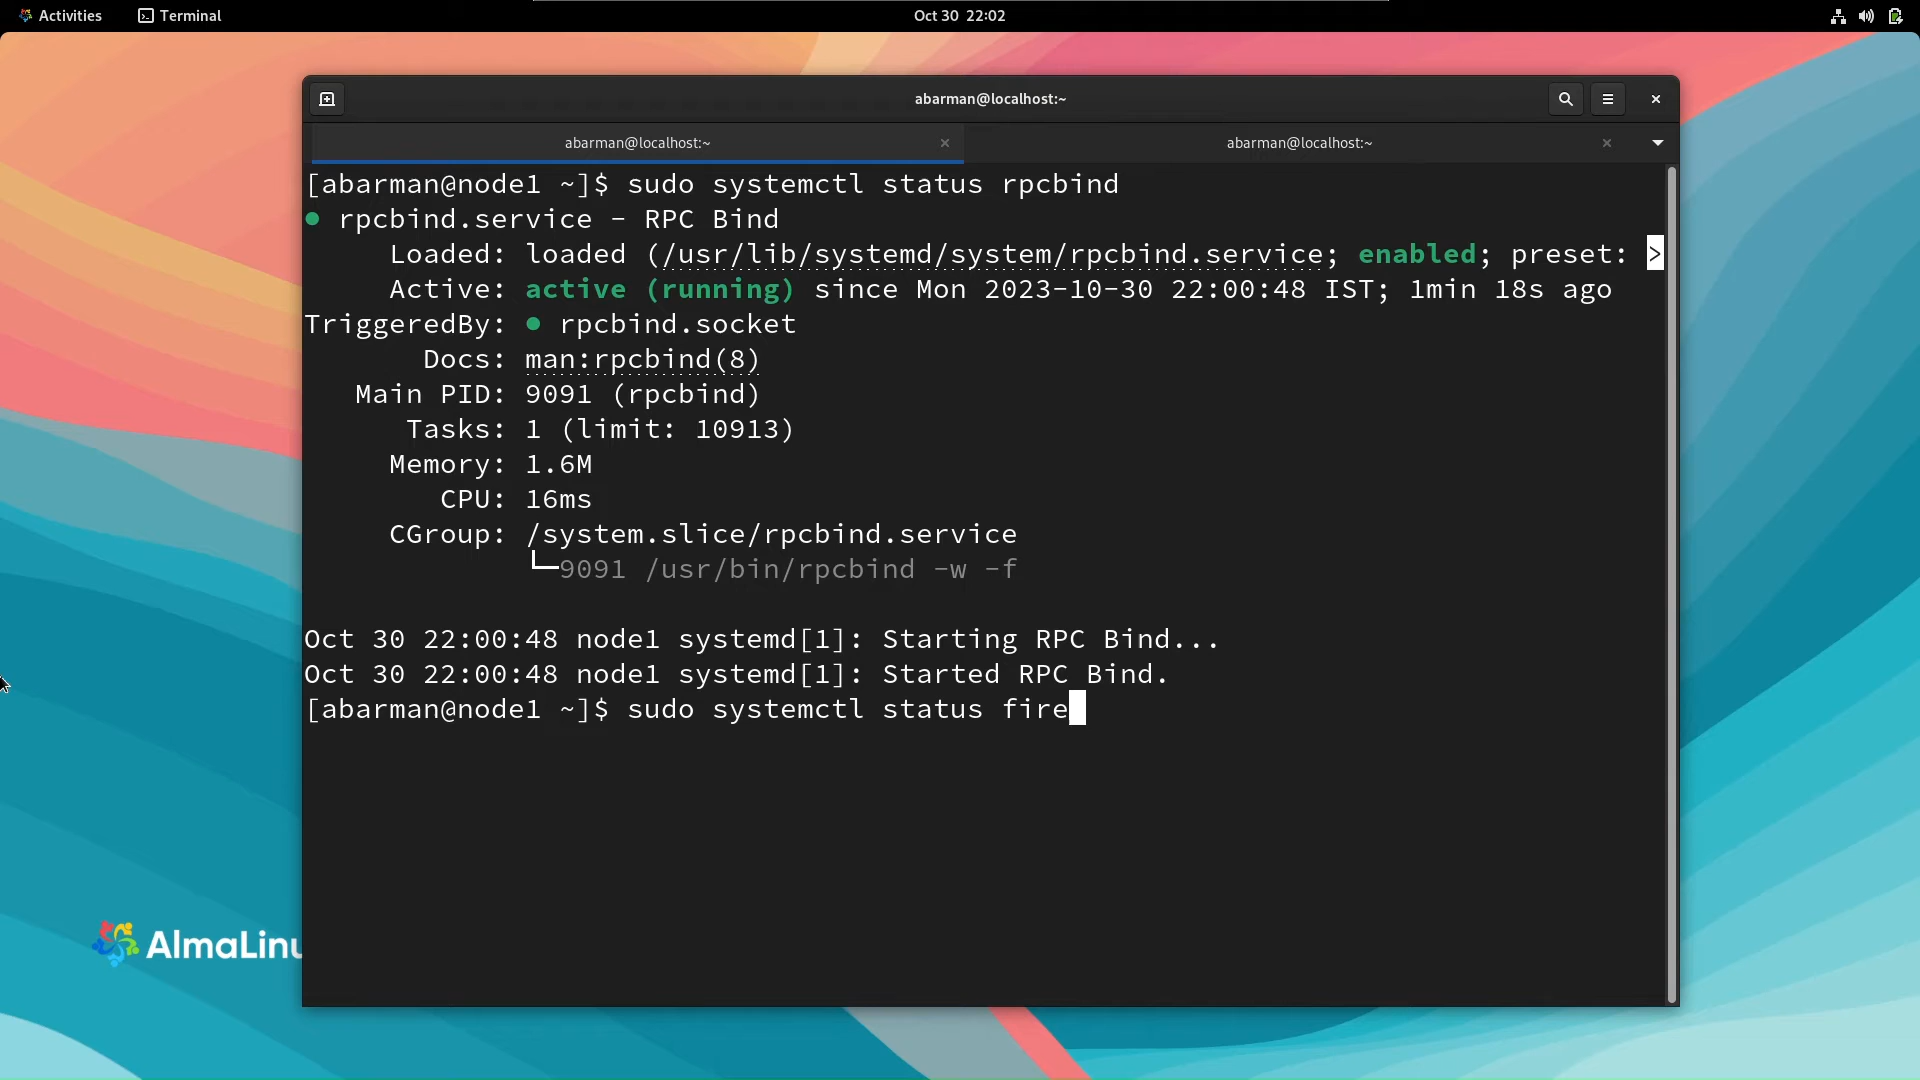 Activities Terminal Oct 30 22:02
abarman@localhost:~
abarman@localhost:~ abarman@localhost:~
[abarman@node1 ~]$ sudo systemctl status rpcbind
● rpcbind.service - RPC Bind
Loaded: loaded (/usr/lib/systemd/system/rpcbind.service; enabled; preset: >
Active: active (running) since Mon 2023-10-30 22:00:48 IST; 1min 18s ago
TriggeredBy: ● rpcbind.socket
Docs: man:rpcbind(8)
Main PID: 9091 (rpcbind)
Tasks: 1 (limit: 10913)
Memory: 1.6M
CPU: 16ms
CGroup: /system.slice/rpcbind.service
└─9091 /usr/bin/rpcbind -w -f
Oct 30 22:00:48 node1 systemd[1]: Starting RPC Bind...
Oct 30 22:00:48 node1 systemd[1]: Started RPC Bind.
[abarman@node1 ~]$ sudo systemctl status fire
AlmaLinu